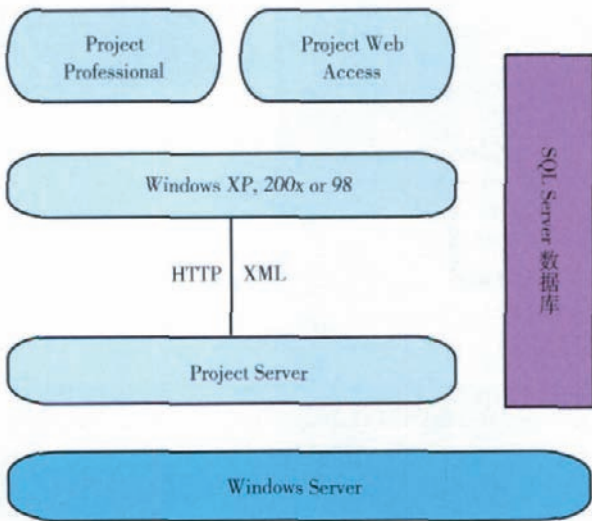 Project
Professional
Project Web
Access
Windows XP, 200x or 98
HTTP
XML
Project Server
SQL Server 数据库
Windows Server